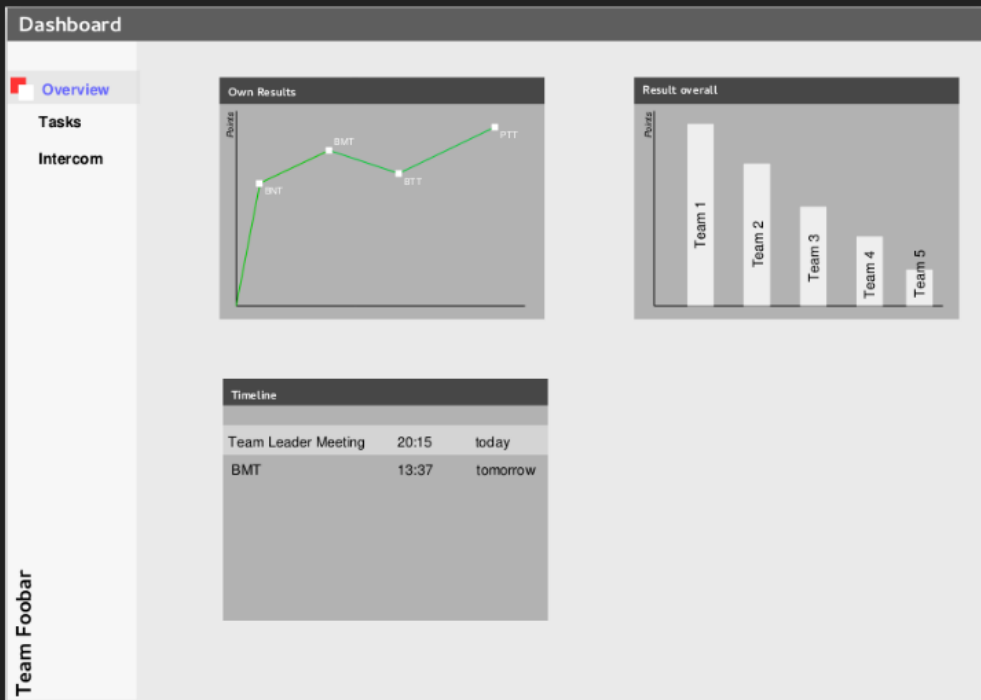 Dashboard
Overview
Tasks
Intercom
Team Foobar
Own Results
Points
BNT
BMT
BTT
PTT
Result overall
Points
Team 1
Team 2
Team 3
Team 4
Team 5
Timeline
Team Leader Meeting 20:15 today
BMT 13:37 tomorrow